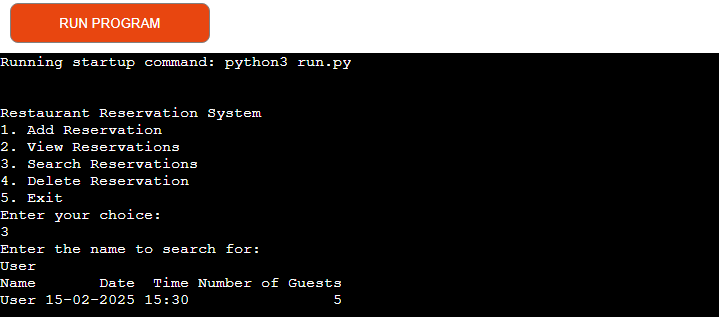 RUN PROGRAM
Running startup command: python3 run.py
Restaurant Reservation System
1. Add Reservation
2. View Reservations
3. Search Reservations
4. Delete Reservation
5. Exit
Enter your choice:
3
Enter the name to search for:
User
Name       Date  Time Number of Guests
User 15-02-2025 15:30                5